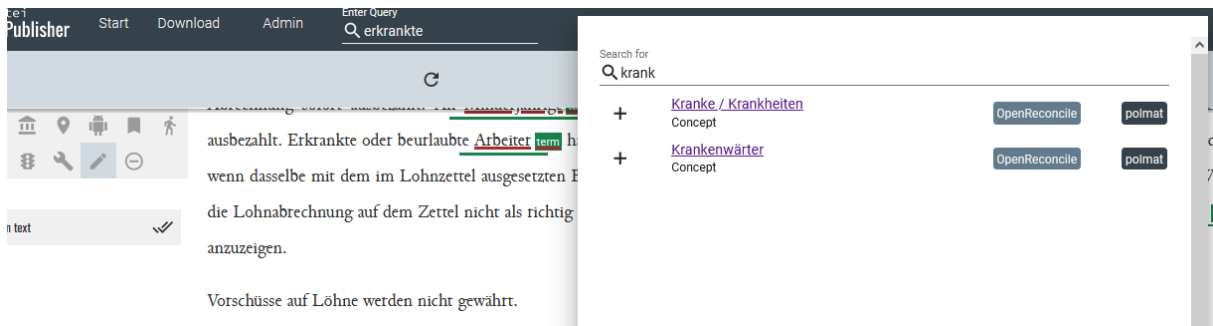 tei
Publisher
Start
Download
Admin
Enter Query
erkrankte
ausbezahlt. Erkrankte oder beurlaubte Arbeiter term
wenn dasselbe mit dem im Lohnzettel ausgesetzten
die Lohnabrechnung auf dem Zettel nicht als richtig
anzuzeigen.
Vorschüsse auf Löhne werden nicht gewährt.
n text
Search for
krank
Kranke / Krankheiten
Concept
OpenReconcile
polmat
Krankenwärter
Concept
OpenReconcile
polmat